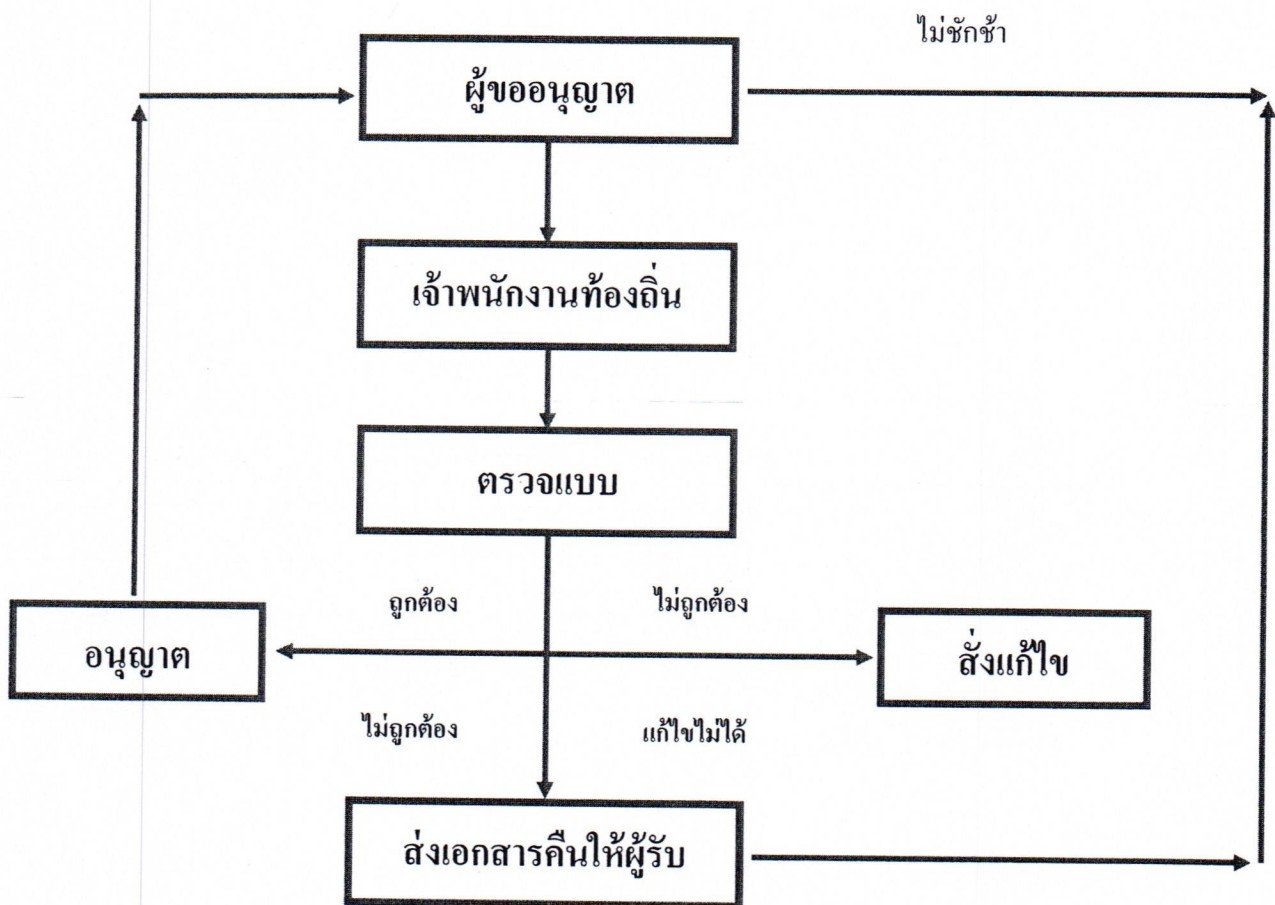 ไม่ชักช้า
ผู้ขออนุญาต
เจ้าพนักงานท้องถิ่น
ตรวจแบบ
ถูกต้อง
ไม่ถูกต้อง
อนุญาต
สั่งแก้ไข
ไม่ถูกต้อง
แก้ไขไม่ได้
ส่งเอกสารคืนให้ผู้รับ